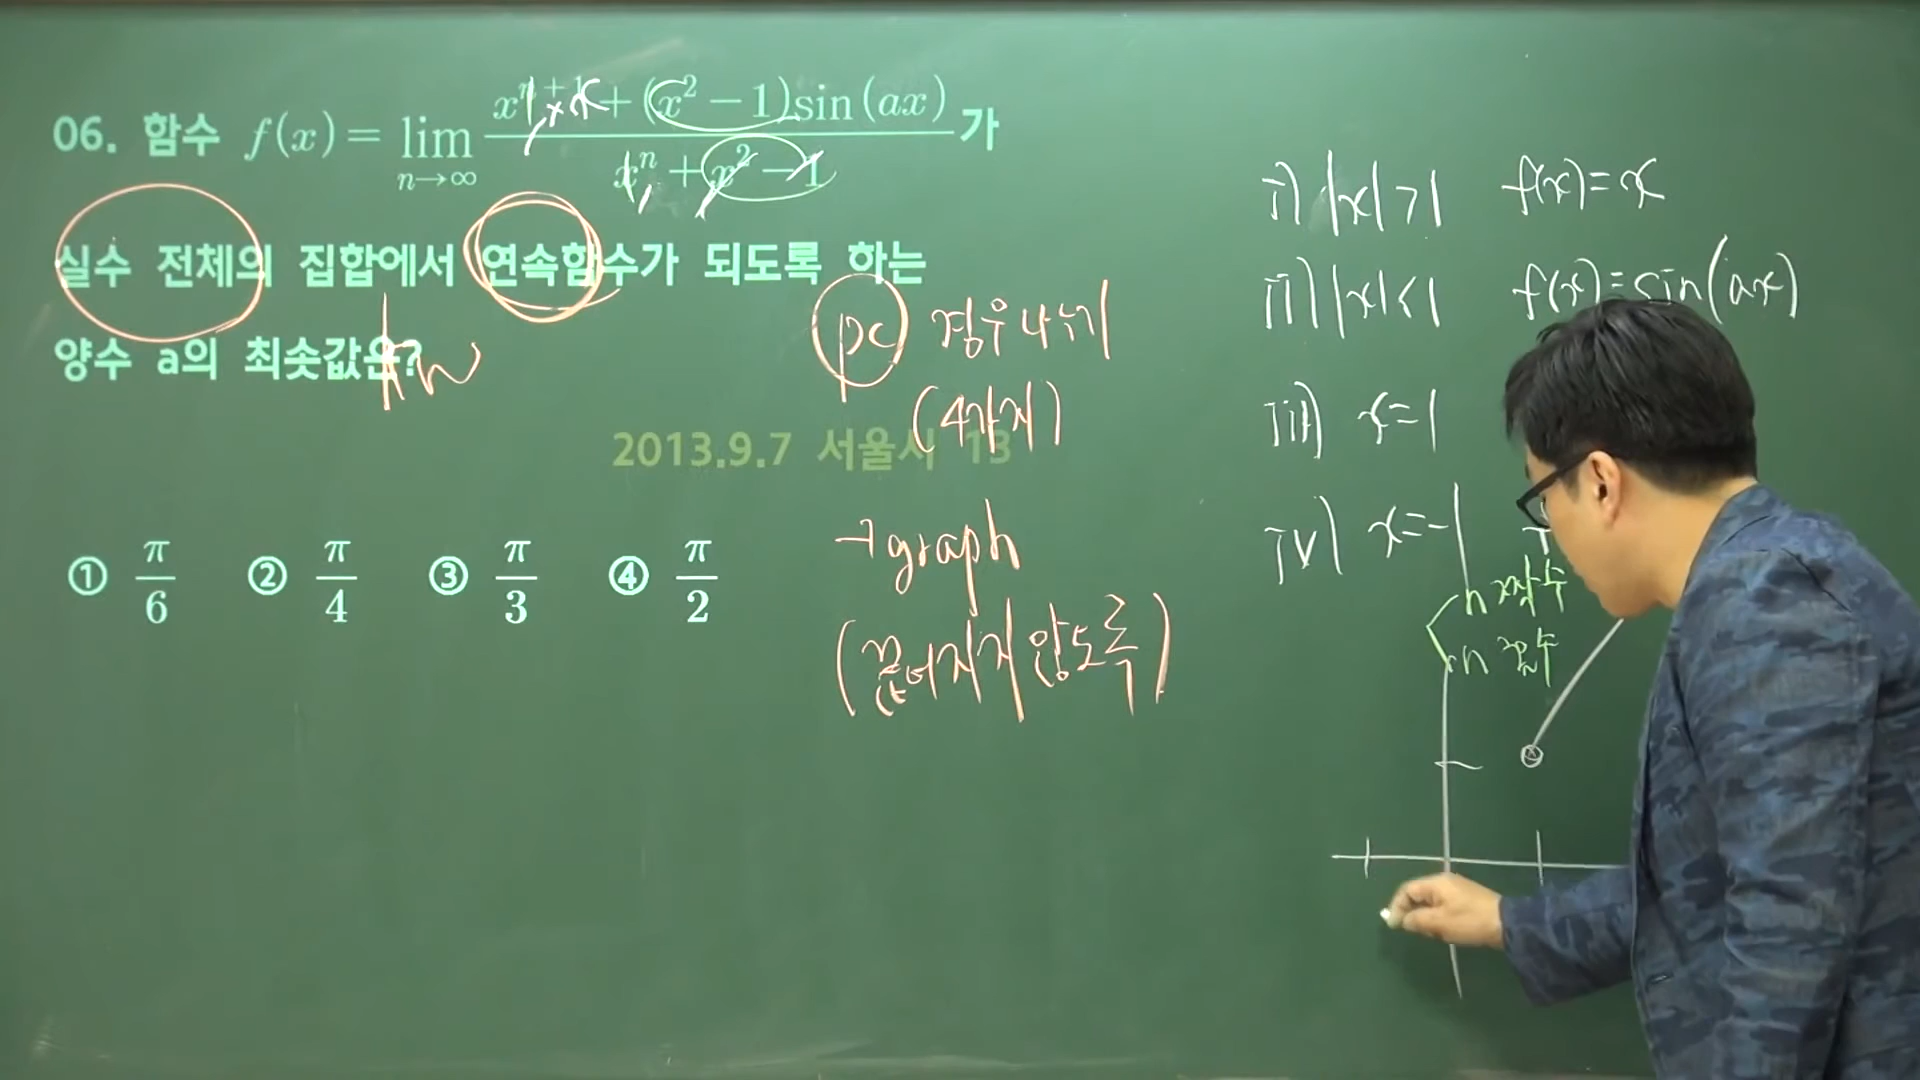 06. 함수 f(x) = lim n→∞ (x^{n+1} + (x² − 1)sin(ax)) / (x^n + x² − 1) 가
실수 전체의 집합에서 연속함수가 되도록 하는
양수 a의 최솟값은?
2013.9.7 서울시 13
① π/6 ② π/4 ③ π/3 ④ π/2
pc 경우나누기
(4가지)
→ graph
(끊어지지 않도록)
i) |x| > 1 f(x) = x
ii) |x| < 1 f(x) = sin(ax)
iii) x = 1
iv) x = -1
n 짝수
n 홀수